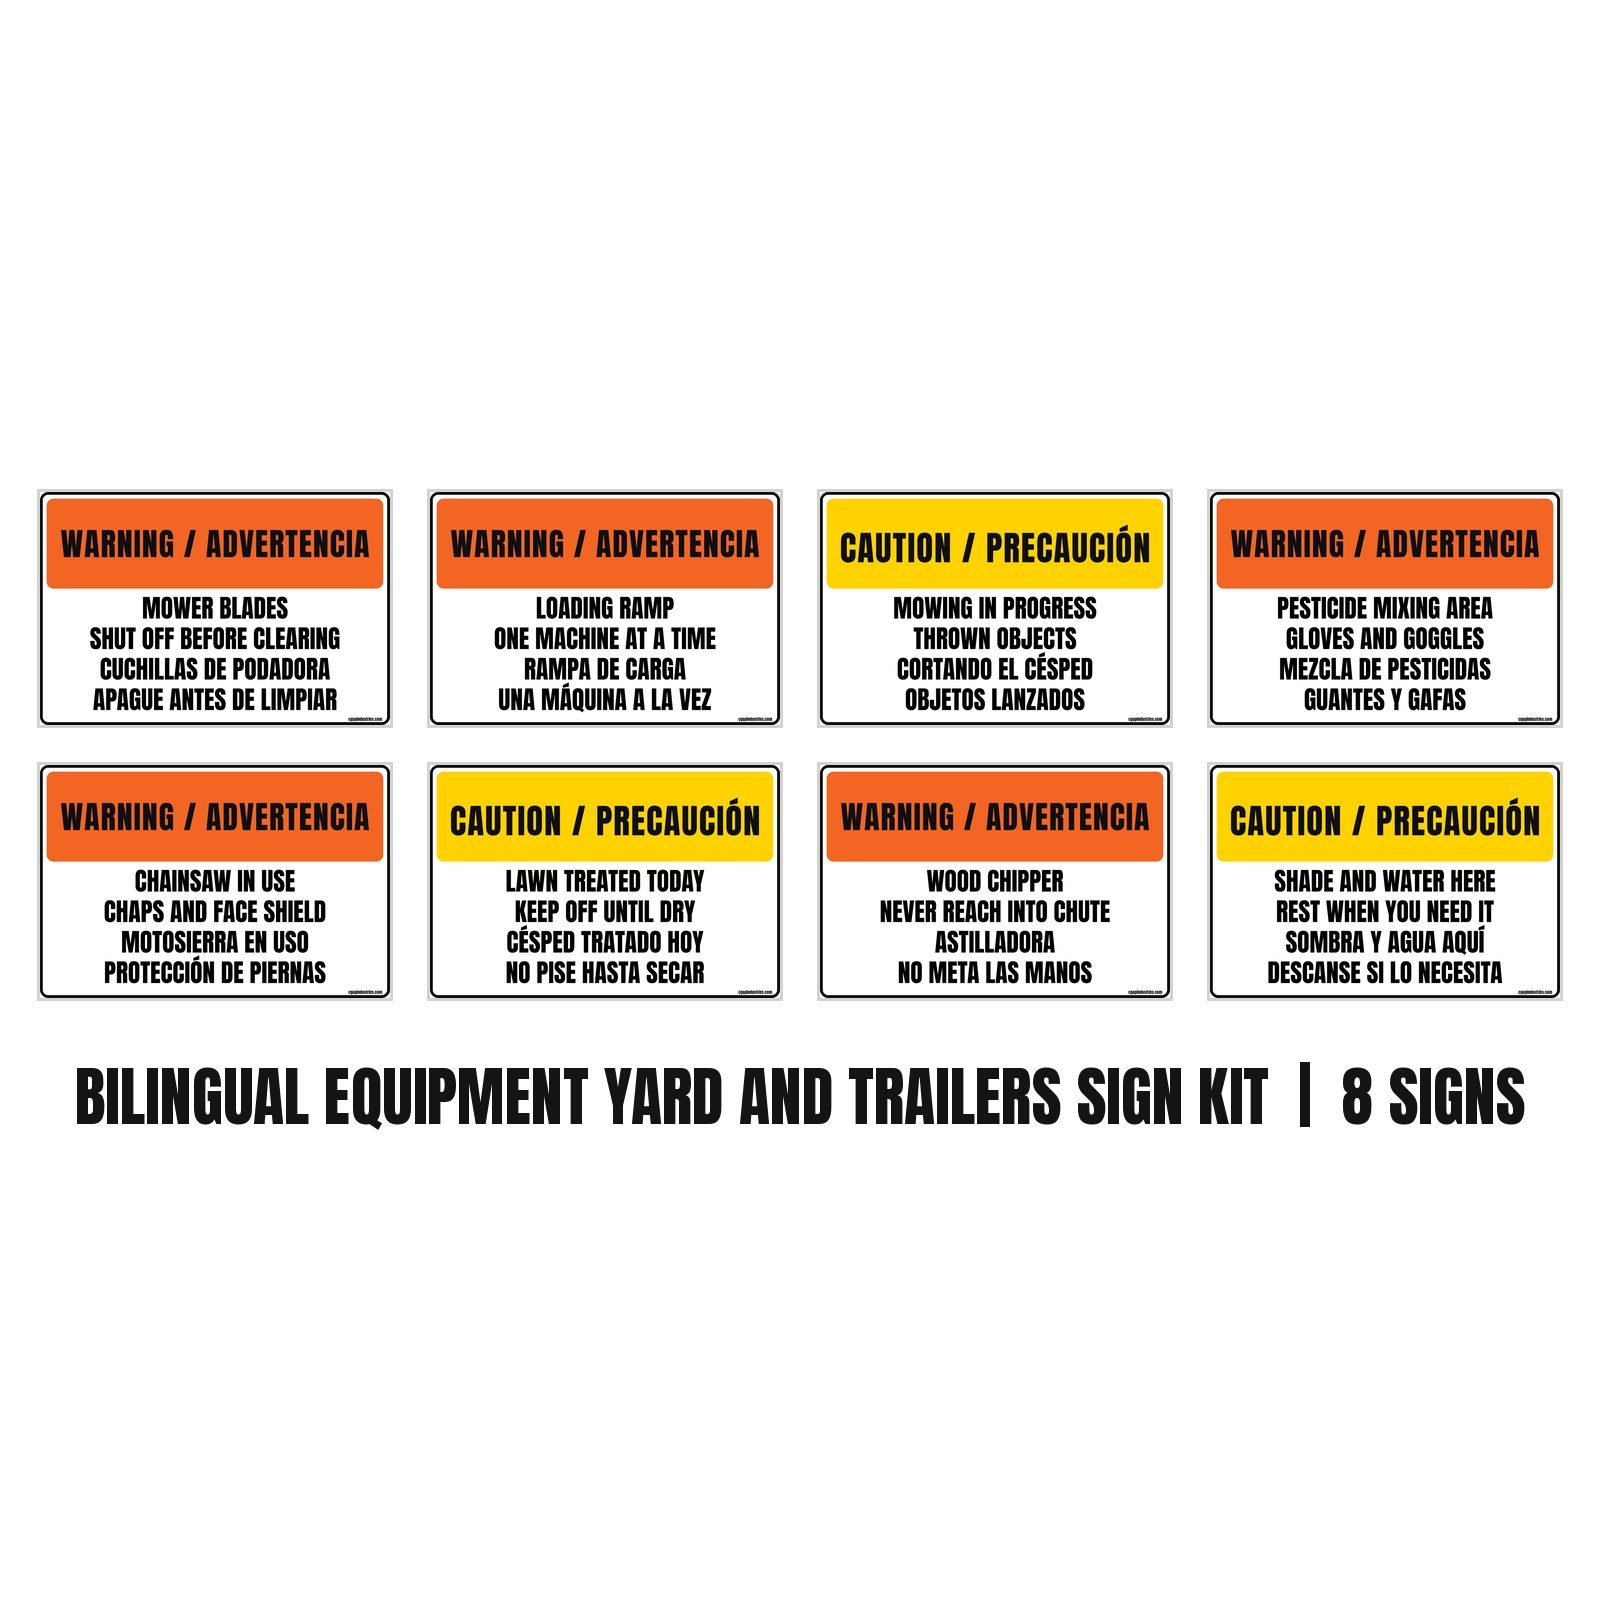 WARNING / ADVERTENCIA
MOWER BLADES
SHUT OFF BEFORE CLEARING
CUCHILLAS DE PODADORA
APAGUE ANTES DE LIMPIAR
WARNING / ADVERTENCIA
LOADING RAMP
ONE MACHINE AT A TIME
RAMPA DE CARGA
UNA MÁQUINA A LA VEZ
CAUTION / PRECAUCIÓN
MOWING IN PROGRESS
THROWN OBJECTS
CORTANDO EL CÉSPED
OBJETOS LANZADOS
WARNING / ADVERTENCIA
PESTICIDE MIXING AREA
GLOVES AND GOGGLES
MEZCLA DE PESTICIDAS
GUANTES Y GAFAS
WARNING / ADVERTENCIA
CHAINSAW IN USE
CHAPS AND FACE SHIELD
MOTOSIERRA EN USO
PROTECCIÓN DE PIERNAS
CAUTION / PRECAUCIÓN
LAWN TREATED TODAY
KEEP OFF UNTIL DRY
CÉSPED TRATADO HOY
NO PISE HASTA SECAR
WARNING / ADVERTENCIA
WOOD CHIPPER
NEVER REACH INTO CHUTE
ASTILLADORA
NO META LAS MANOS
CAUTION / PRECAUCIÓN
SHADE AND WATER HERE
REST WHEN YOU NEED IT
SOMBRA Y AGUA AQUÍ
DESCANSE SI LO NECESITA
BILINGUAL EQUIPMENT YARD AND TRAILERS SIGN KIT | 8 SIGNS